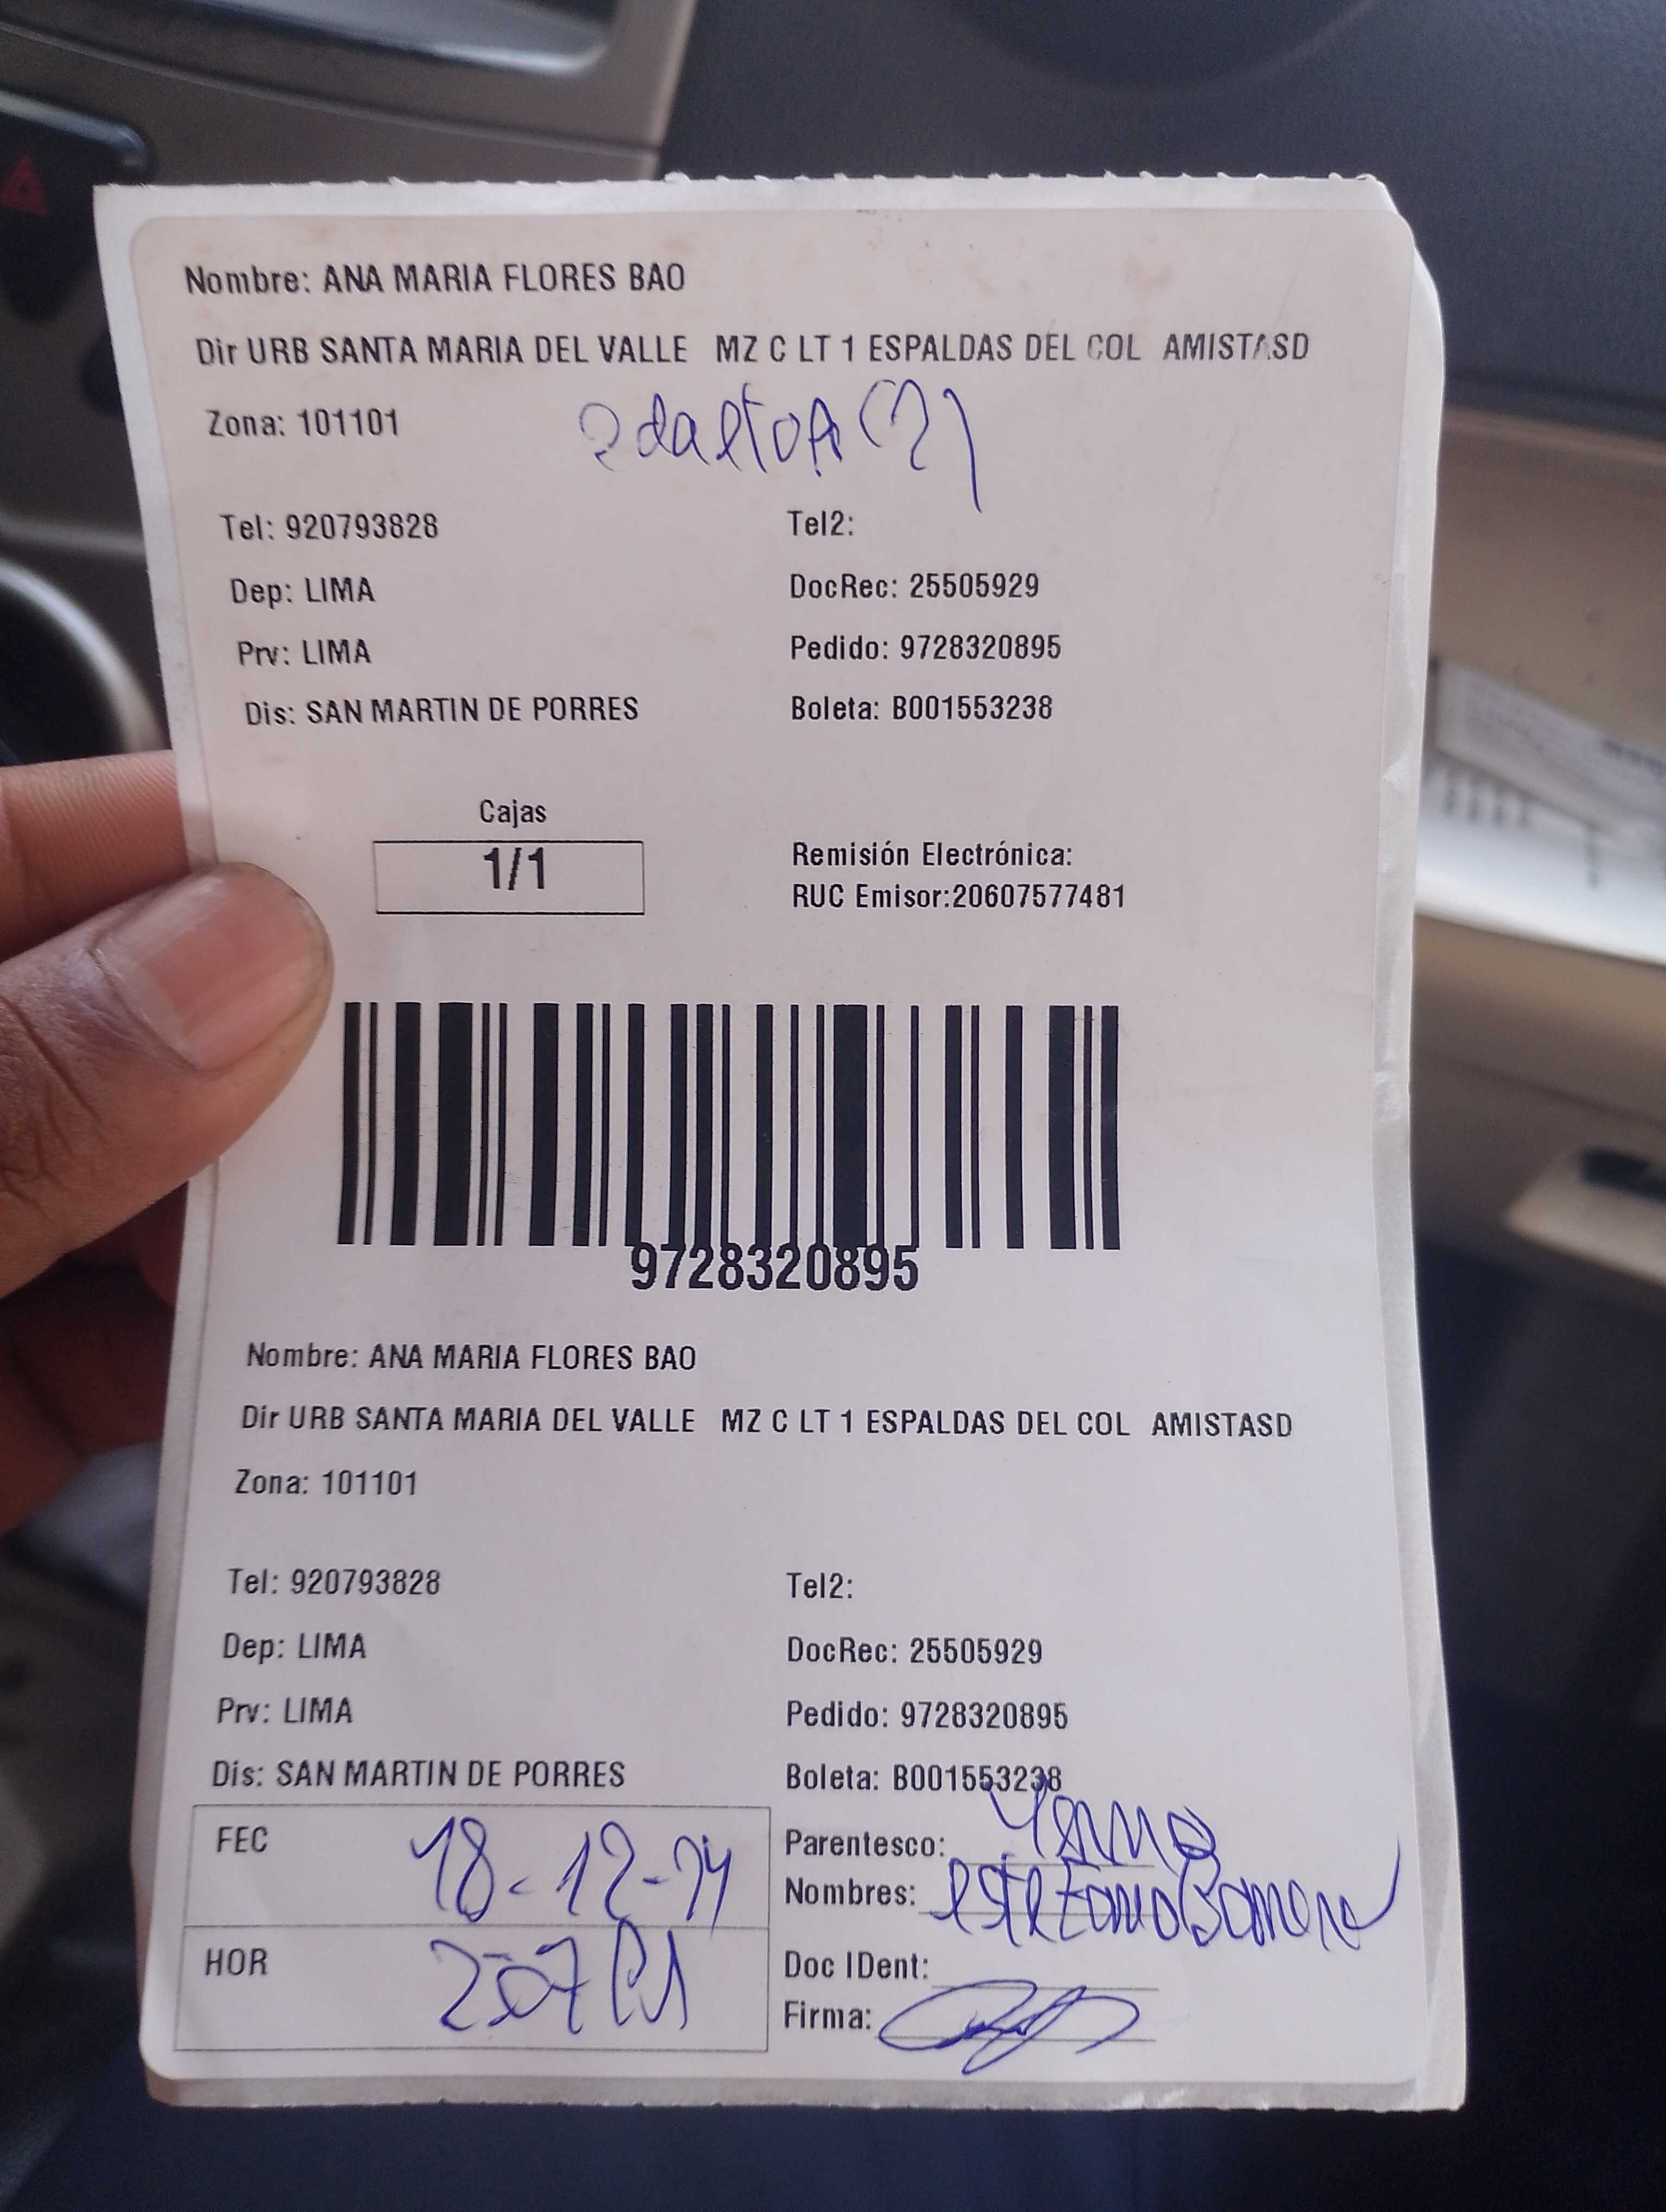 Nombre: ANA MARIA FLORES BAO
Dir URB SANTA MARIA DEL VALLE MZ C LT 1 ESPALDAS DEL COL AMISTASD
Zona: 101101
Tel: 920793828 Tel2:
Dep: LIMA DocRec: 25505929
Prv: LIMA Pedido: 9728320895
Dis: SAN MARTIN DE PORRES Boleta: B001553238
Cajas
1/1
Remisión Electrónica:
RUC Emisor:20607577481
9728320895
Nombre: ANA MARIA FLORES BAO
Dir URB SANTA MARIA DEL VALLE MZ C LT 1 ESPALDAS DEL COL AMISTASD
Zona: 101101
Tel: 920793828 Tel2:
Dep: LIMA DocRec: 25505929
Prv: LIMA Pedido: 9728320895
Dis: SAN MARTIN DE PORRES Boleta: B001553238
FEC 18-12-24
HOR
Parentesco:
Nombres:
Doc IDent:
Firma: